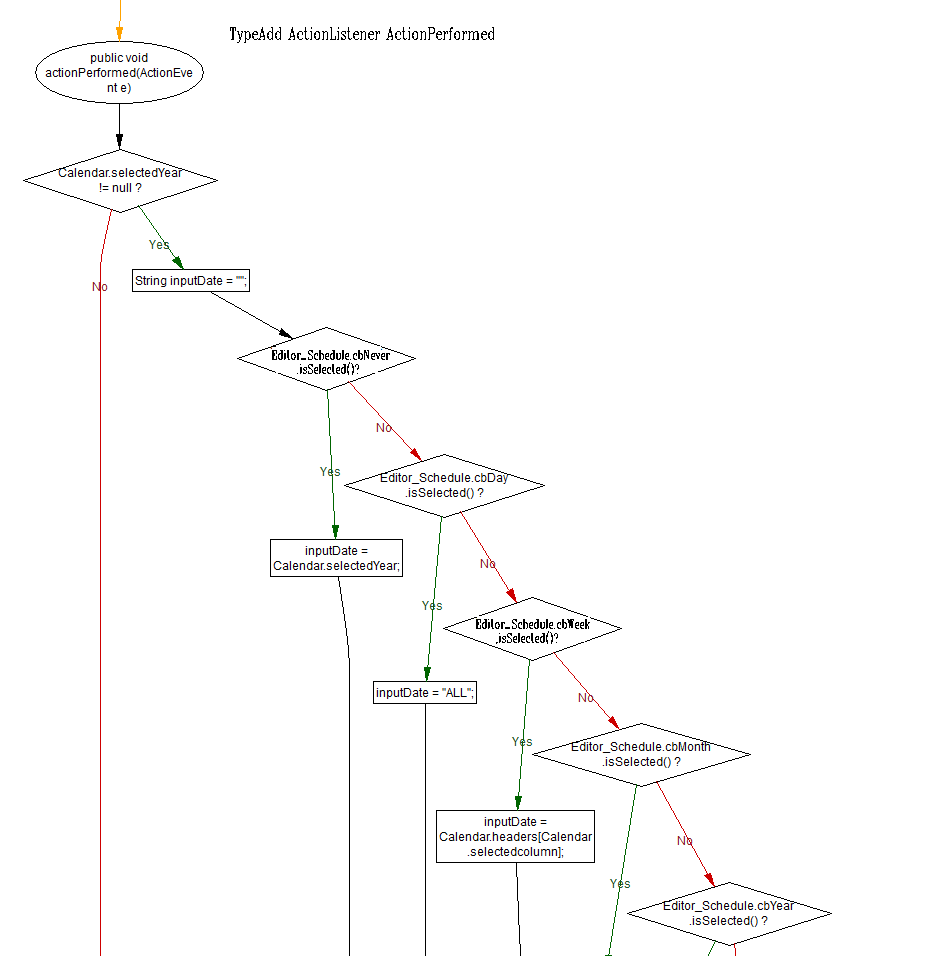 TypeAdd ActionListener ActionPerformed
public void
actionPerformed(ActionEve
nt e)
Calendar.selectedYear
!= null ?
Yes
No
String inputDate = "";
Editor_Schedule.cbNever
.isSelected()?
No
Yes
Editor_Schedule.cbDay
.isSelected() ?
inputDate =
Calendar.selectedYear;
No
Yes
Editor_Schedule.cbWeek
.isSelected()?
inputDate = "ALL";
No
Yes
Editor_Schedule.cbMonth
.isSelected() ?
inputDate =
Calendar.headers[Calendar
.selectedcolumn];
No
Yes
Editor_Schedule.cbYear
.isSelected() ?